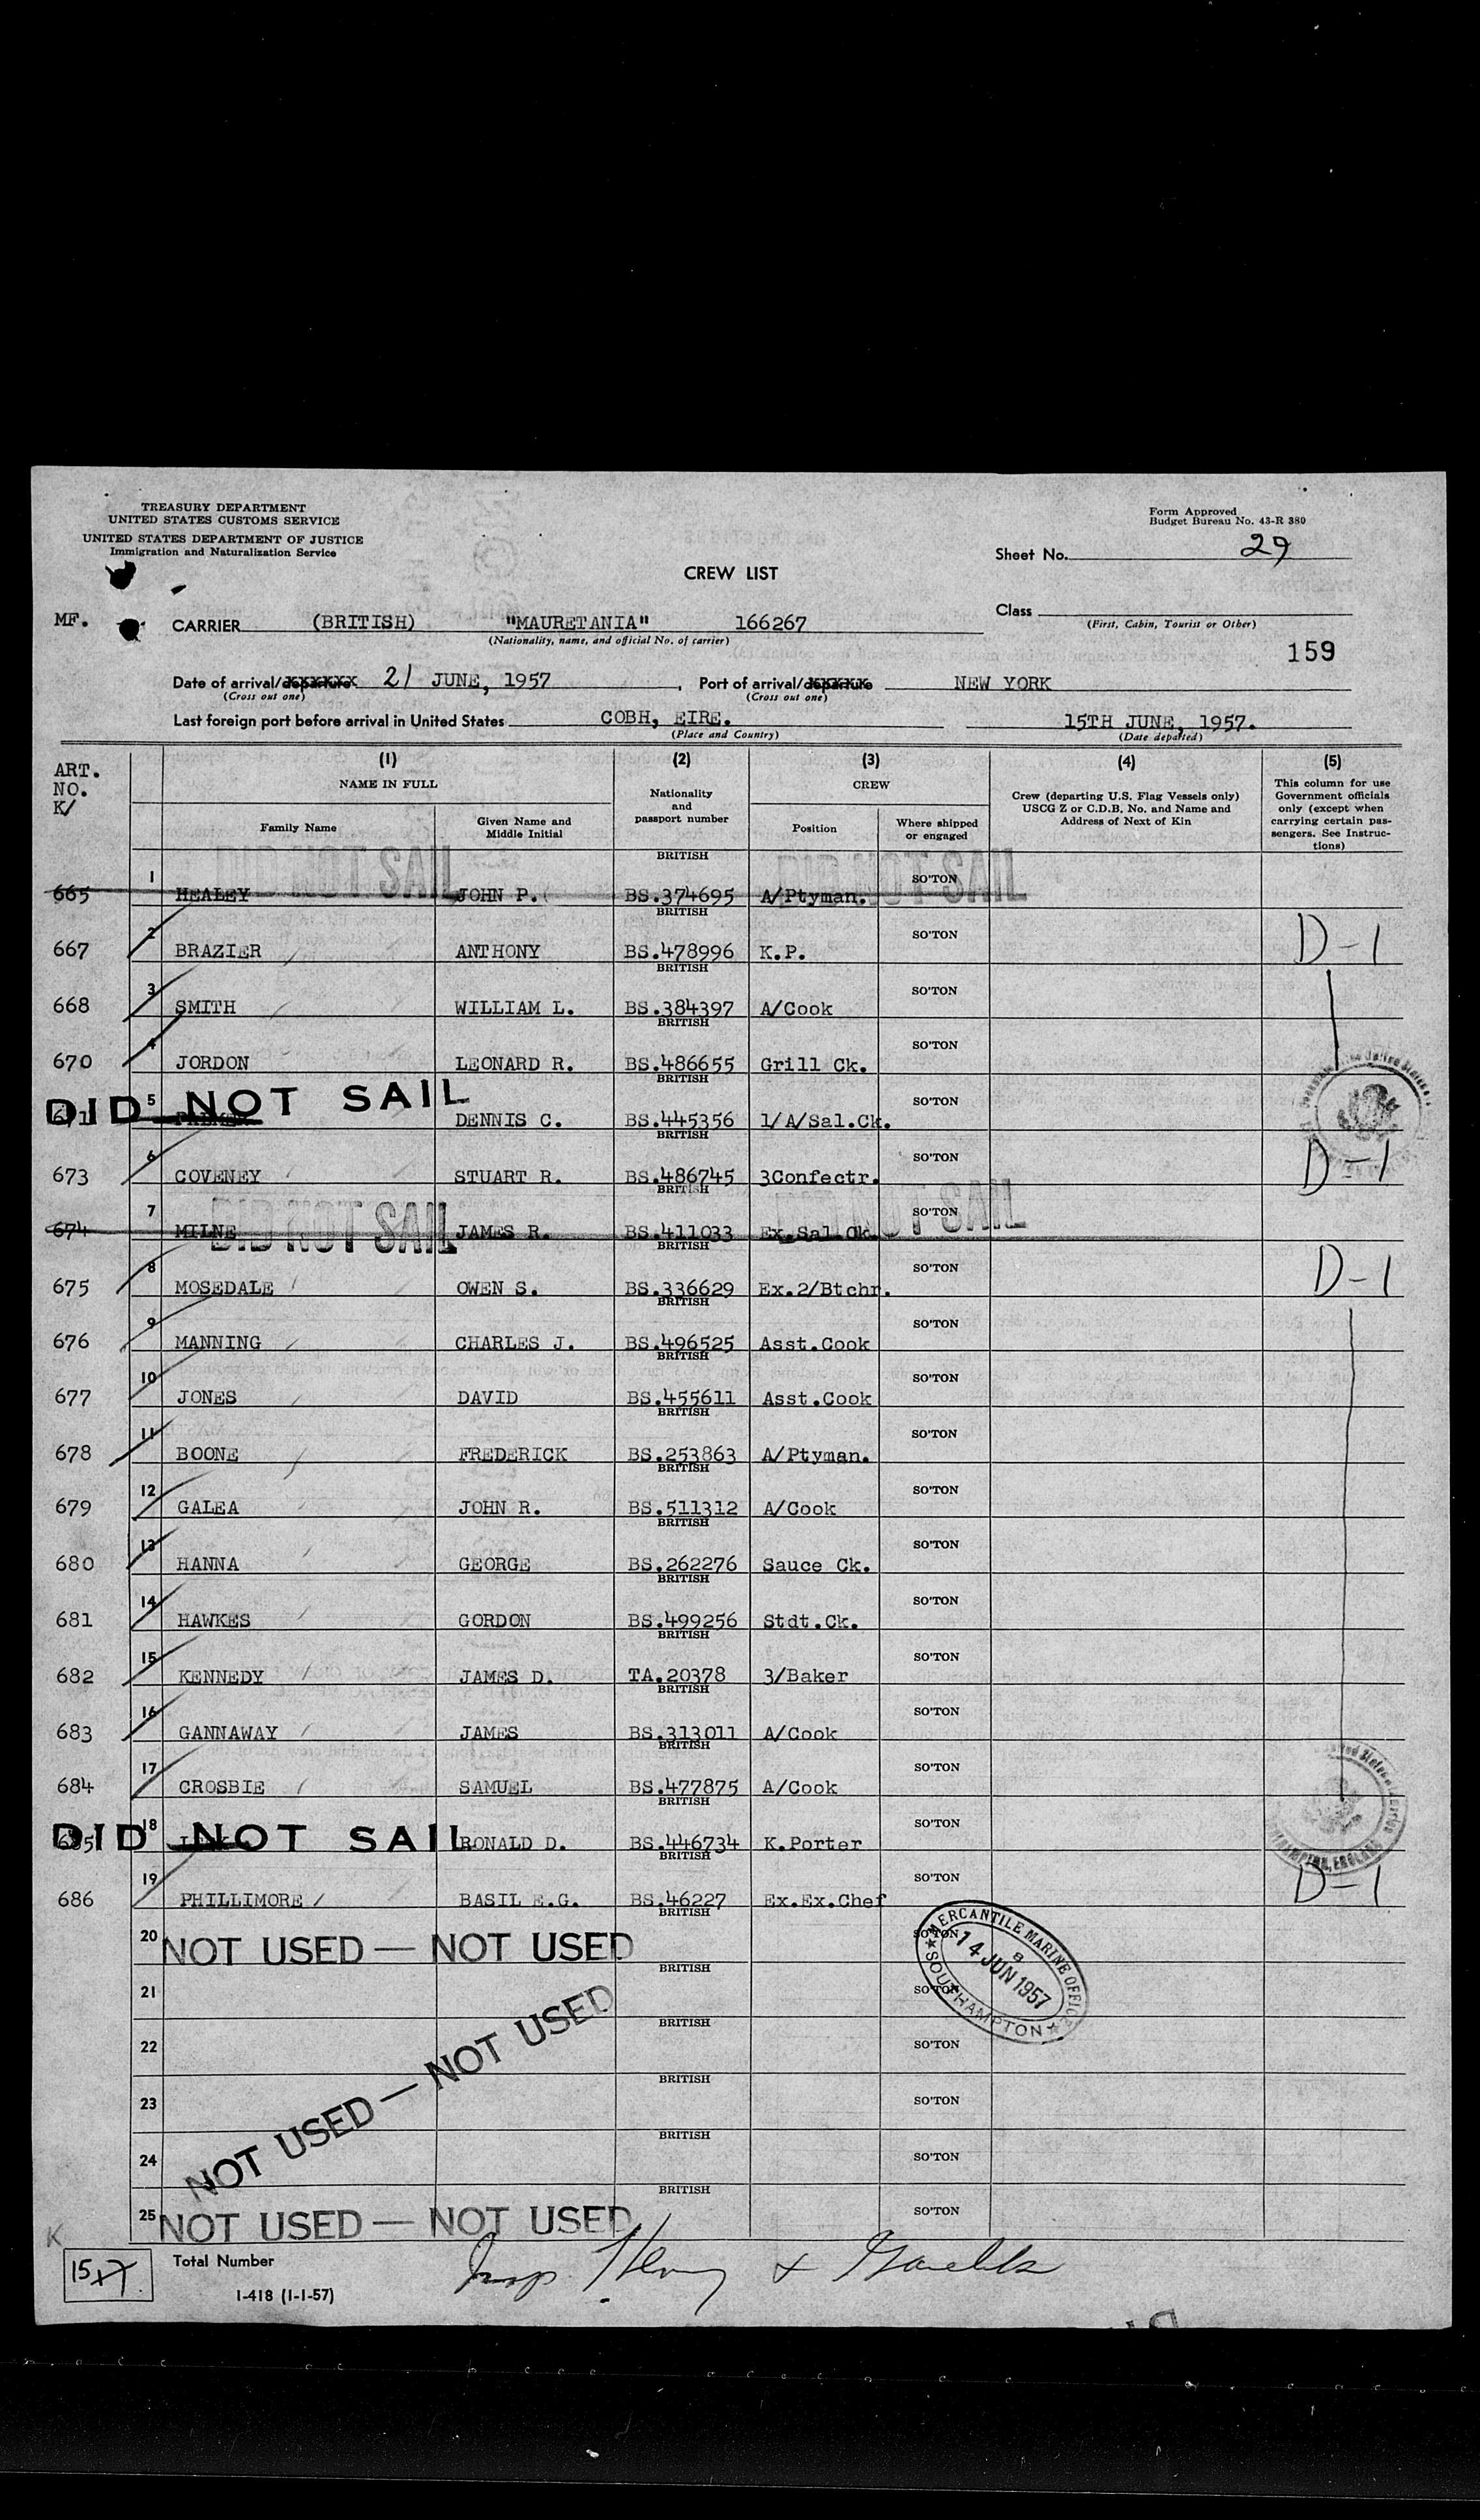 TREASURY DEPARTMENT
UNITED STATES CUSTOMS SERVICE
UNITED STATES DEPARTMENT OF JUSTICE
Immigration and Naturalization Service
Form Approved
Budget Bureau No. 43-R 380
Sheet No. 29
CREW LIST
MF. CARRIER (BRITISH) "MAURETANIA" 166267
(Nationality, name, and official No. of carrier)
Class
(First, Cabin, Tourist or Other)
159
Date of arrival/departure 21 JUNE, 1957, Port of arrival/departure NEW YORK
(Cross out one) (Cross out one)
Last foreign port before arrival in United States COBH, EIRE. 15TH JUNE, 1957.
(Place and Country) (Date departed)
ART. NO. K/
(1) (2) (3) (4) (5)
NAME IN FULL
Family Name
Given Name and Middle Initial
Nationality and passport number
CREW
Position
Where shipped or engaged
Crew (departing U.S. Flag Vessels only) USCG Z or C.D.B. No. and Name and Address of Next of Kin
This column for use Government officials only (except when carrying certain passengers. See Instructions)
665 1 HEALEY JOHN P. BRITISH BS.374695 A/Ptyman. SO'TON DID NOT SAIL DID NOT SAIL
667 2 BRAZIER ANTHONY BRITISH BS.478996 K.P. SO'TON D-1
668 3 SMITH WILLIAM L. BRITISH BS.384397 A/Cook SO'TON
670 4 JORDON LEONARD R. BRITISH BS.486655 Grill Ck. SO'TON
5 DID NOT SAIL DENNIS C. BRITISH BS.445356 1/A/Sal.Ck. SO'TON
673 6 COVENEY STUART R. BRITISH BS.486745 3Confectr. SO'TON D-1
674 7 MILNE JAMES R. BRITISH BS.411033 Ex.Sal.Ck. SO'TON DID NOT SAIL DID NOT SAIL
675 8 MOSEDALE OWEN S. BRITISH BS.336629 Ex.2/Btchr. SO'TON D-1
676 9 MANNING CHARLES J. BRITISH BS.496525 Asst.Cook SO'TON
677 10 JONES DAVID BRITISH BS.455611 Asst.Cook SO'TON
678 11 BOONE FREDERICK BRITISH BS.253863 A/Ptyman. SO'TON
679 12 GALEA JOHN R. BRITISH BS.511312 A/Cook SO'TON
680 13 HANNA GEORGE BRITISH BS.262276 Sauce Ck. SO'TON
681 14 HAWKES GORDON BRITISH BS.499256 Stdt.Ck. SO'TON
682 15 KENNEDY JAMES D. BRITISH TA.20378 3/Baker SO'TON
683 16 GANNAWAY JAMES BRITISH BS.313011 A/Cook SO'TON
684 17 CROSBIE SAMUEL BRITISH BS.477875 A/Cook SO'TON
685 18 DID NOT SAIL RONALD D. BRITISH BS.446734 K.Porter SO'TON
686 19 PHILLIMORE BASIL E.G. BRITISH BS.46227 Ex.Ex.Chef SO'TON D-1
20 NOT USED — NOT USED BRITISH SO'TON
MERCANTILE MARINE OFFICE
14 JUN 1957
SOUTHAMPTON
21 BRITISH SO'TON
22 NOT USED — NOT USED BRITISH SO'TON
23 BRITISH SO'TON
24 BRITISH SO'TON
25 NOT USED — NOT USED BRITISH SO'TON
K
15
Total Number
I-418 (1-1-57)